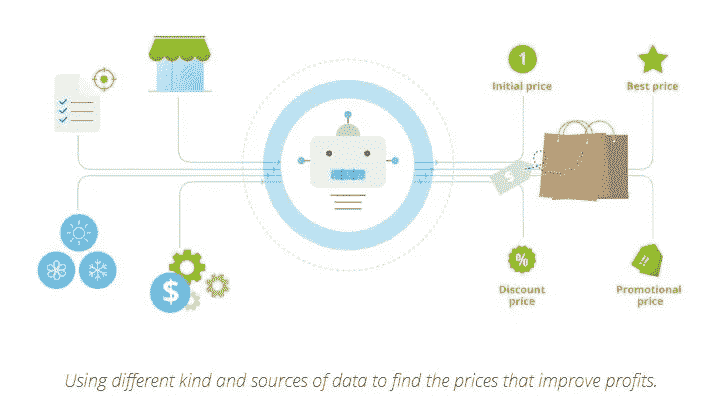 1
Initial price
Best price
$
%
!!
$
Discount
price
Promotional
price
Using different kind and sources of data to find the prices that improve profits.